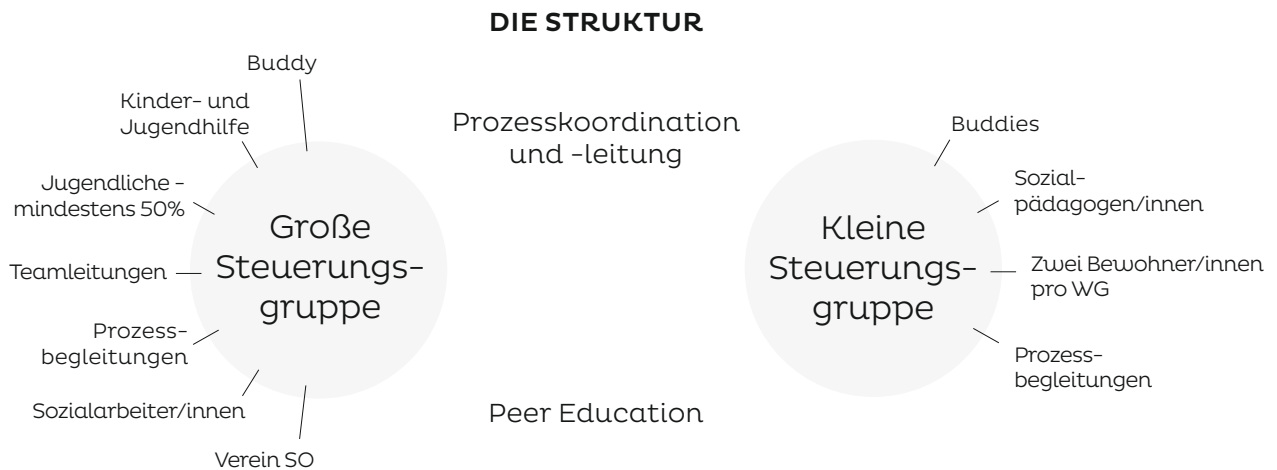 DIE STRUKTUR
Buddy
Kinder- und
Jugendhilfe
Jugendliche -
mindestens 50%
Teamleitungen
Prozess-
begleitungen
Sozialarbeiter/innen
Verein SO
Große
Steuerungs-
gruppe
Prozesskoordination
und -leitung
Peer Education
Kleine
Steuerungs-
gruppe
Buddies
Sozial-
pädagogen/innen
Zwei Bewohner/innen
pro WG
Prozess-
begleitungen